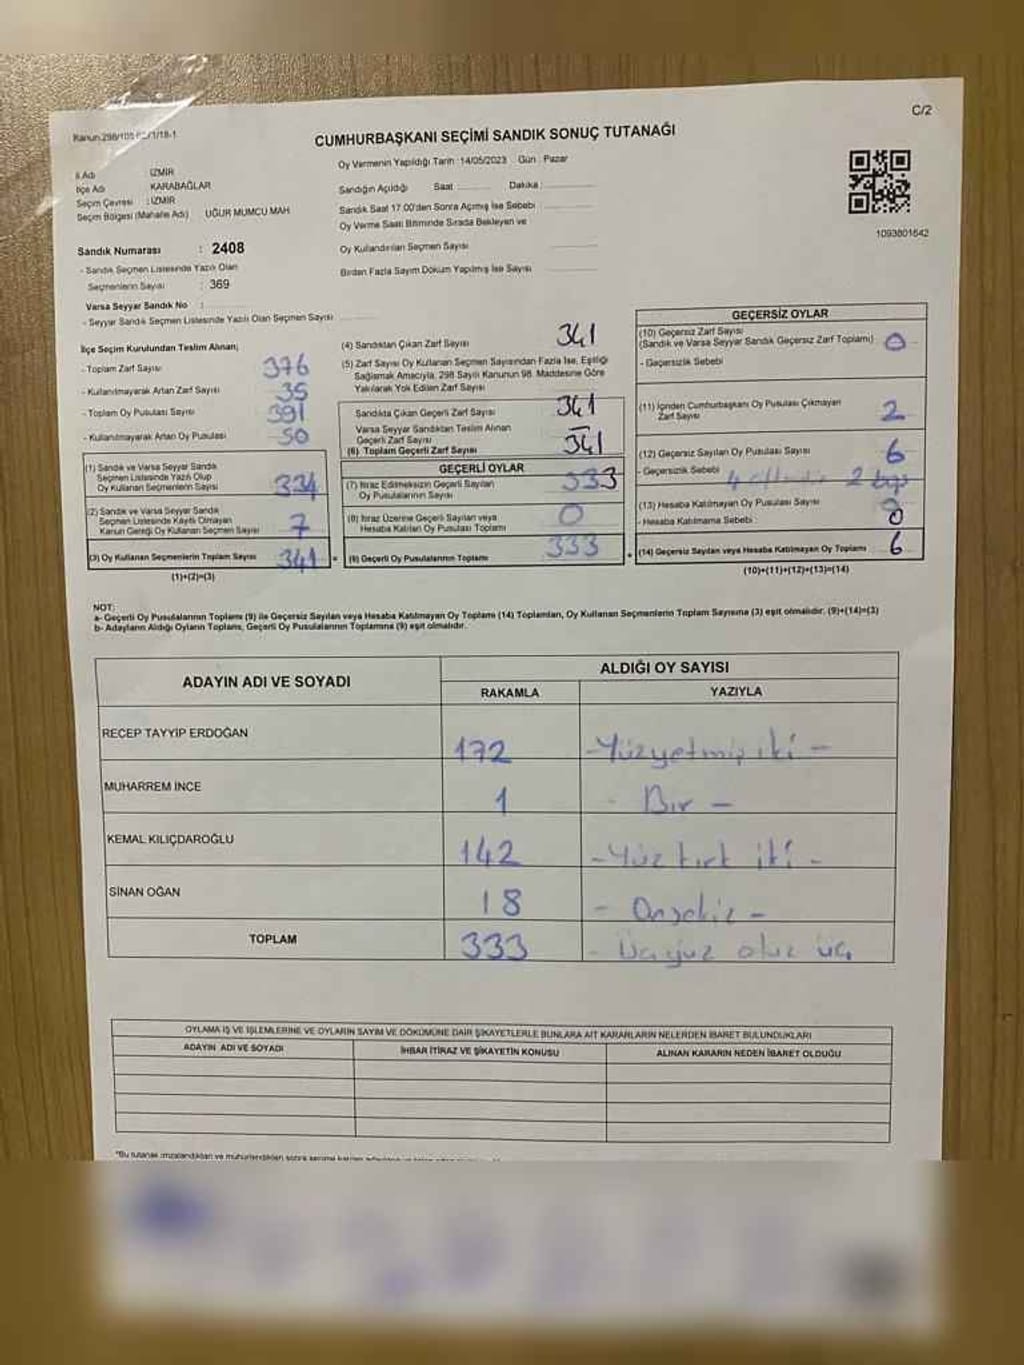 C/2
CUMHURBAŞKANI SEÇİMİ SANDIK SONUÇ TUTANAĞI
İl Adı : İZMİR
İlçe Adı : KARABAĞLAR
Seçim Çevresi : İZMİR
Seçim Bölgesi (Mahalle Adı) UĞUR MUMCU MAH
Sandık Numarası : 2408
- Sandık Seçmen Listesinde Yazılı Olan
Seçmenlerin Sayısı : 369
Varsa Seyyar Sandık No :
- Seyyar Sandık Seçmen Listesinde Yazılı Olan Seçmen Sayısı
Oy Vermenin Yapıldığı Tarih : 14/05/2023 Gün : Pazar
Sandığın Açıldığı Saat Dakika :
Sandık Saat 17.00'den Sonra Açmış İse Sebebi
Oy Verme Saati Bitiminde Sırada Bekleyen ve
Oy Kullandırılan Seçmen Sayısı
Birden Fazla Sayım Döküm Yapılmış İse Sayısı
1093801642
İlçe Seçim Kurulundan Teslim Alınan;
- Toplam Zarf Sayısı 376
- Kullanılmayarak Artan Zarf Sayısı 35
- Toplam Oy Pusulası Sayısı 391
- Kullanılmayarak Artan Oy Pusulası 50
(1) Sandık ve Varsa Seyyar Sandık
Seçmen Listesinde Yazılı Olup
Oy Kullanan Seçmenlerin Sayısı 334
(2) Sandık ve Varsa Seyyar Sandık
Seçmen Listesinde Kayıtlı Olmayan
Kanun Gereği Oy Kullanan Seçmen Sayısı 7
(3) Oy Kullanan Seçmenlerin Toplam Sayısı 341 =
(1)+(2)=(3)
(4) Sandıktan Çıkan Zarf Sayısı 341
(5) Zarf Sayısı Oy Kullanan Seçmen Sayısından Fazla İse, Eşitliği
Sağlamak Amacıyla, 298 Sayılı Kanunun 98. Maddesine Göre
Yakılarak Yok Edilen Zarf Sayısı
Sandıkta Çıkan Geçerli Zarf Sayısı 341
Varsa Seyyar Sandıktan Teslim Alınan
Geçerli Zarf Sayısı -
(6) Toplam Geçerli Zarf Sayısı 341
GEÇERLİ OYLAR
(7) İtiraz Edilmeksizin Geçerli Sayılan
Oy Pusulalarının Sayısı 333
(8) İtiraz Üzerine Geçerli Sayılan veya
Hesaba Katılan Oy Pusulası Toplamı 0
(9) Geçerli Oy Pusulalarının Toplamı 333 +
GEÇERSİZ OYLAR
(10) Geçersiz Zarf Sayısı
(Sandık ve Varsa Seyyar Sandık Geçersiz Zarf Toplamı) 0
- Geçersizlik Sebebi
(11) İçinden Cumhurbaşkanı Oy Pusulası Çıkmayan
Zarf Sayısı 2
(12) Geçersiz Sayılan Oy Pusulası Sayısı 6
- Geçersizlik Sebebi 4 2
(13) Hesaba Katılmayan Oy Pusulası Sayısı 0
- Hesaba Katılmama Sebebi :
(14) Geçersiz Sayılan veya Hesaba Katılmayan Oy Toplamı 6
(10)+(11)+(12)+(13)=(14)
NOT:
a- Geçerli Oy Pusulalarının Toplamı (9) ile Geçersiz Sayılan veya Hesaba Katılmayan Oy Toplamı (14) Toplamları, Oy Kullanan Seçmenlerin Toplam Sayısına (3) eşit olmalıdır. (9)+(14)=(3)
b- Adayların Aldığı Oyların Toplamı, Geçerli Oy Pusulalarının Toplamına (9) eşit olmalıdır.
ADAYIN ADI VE SOYADI ALDIĞI OY SAYISI
RAKAMLA YAZIYLA
RECEP TAYYİP ERDOĞAN 172 - Yüzyetmiş iki -
MUHARREM İNCE 1 - Bir -
KEMAL KILIÇDAROĞLU 142 - Yüz kırk iki -
SİNAN OĞAN 18 - Onsekiz -
TOPLAM 333 - Üçyüz otuz üç
OYLAMA İŞ VE İŞLEMLERİNE VE OYLARIN SAYIM VE DÖKÜMÜNE DAİR ŞİKAYETLERLE BUNLARA AİT KARARLARIN NELERDEN İBARET BULUNDUKLARI
ADAYIN ADI VE SOYADI İHBAR İTİRAZ VE ŞİKAYETİN KONUSU ALINAN KARARIN NEDEN İBARET OLDUĞU
*Bu tutanak imzalandıktan ve mühürlendikten sonra